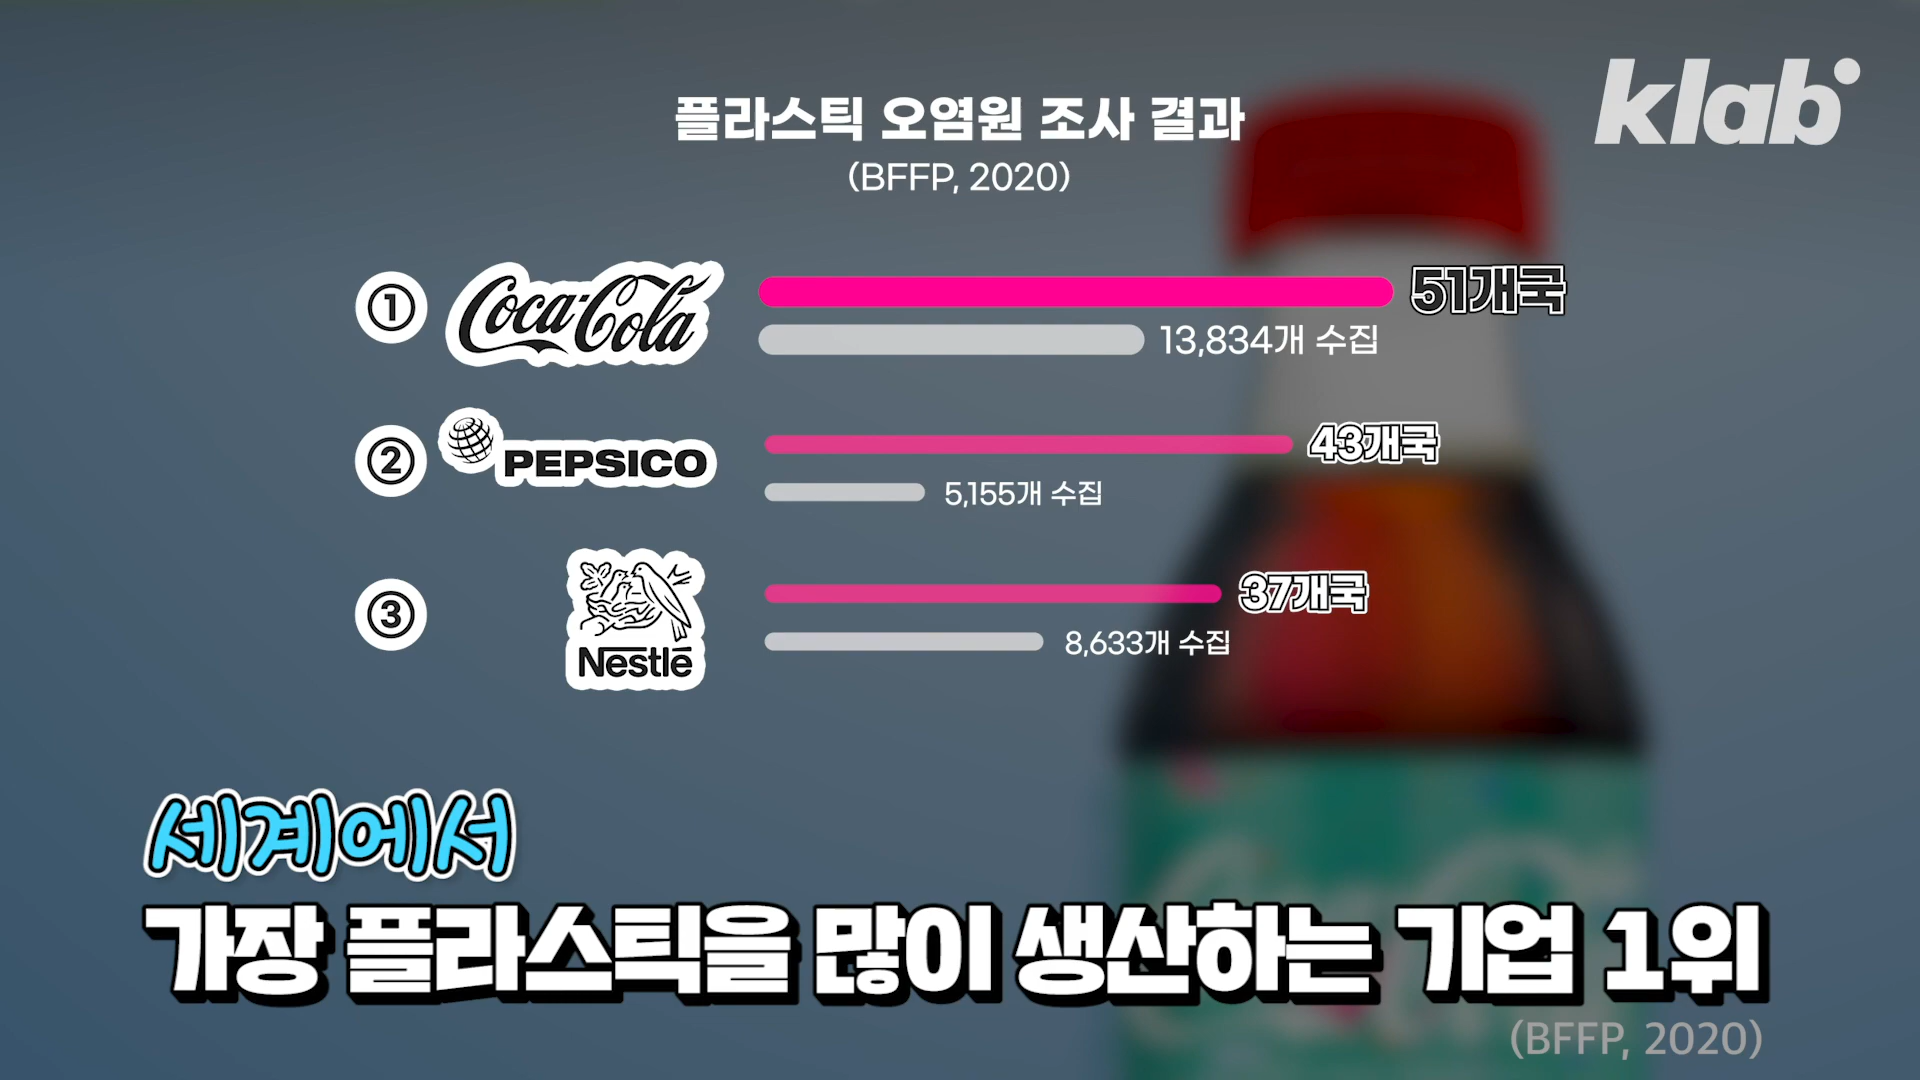 klab
플라스틱 오염원 조사 결과
(BFFP, 2020)
① Coca-Cola 51개국
13,834개 수집
② PEPSICO 43개국
5,155개 수집
③ Nestlé 37개국
8,633개 수집
세계에서
가장 플라스틱을 많이 생산하는 기업 1위
(BFFP, 2020)